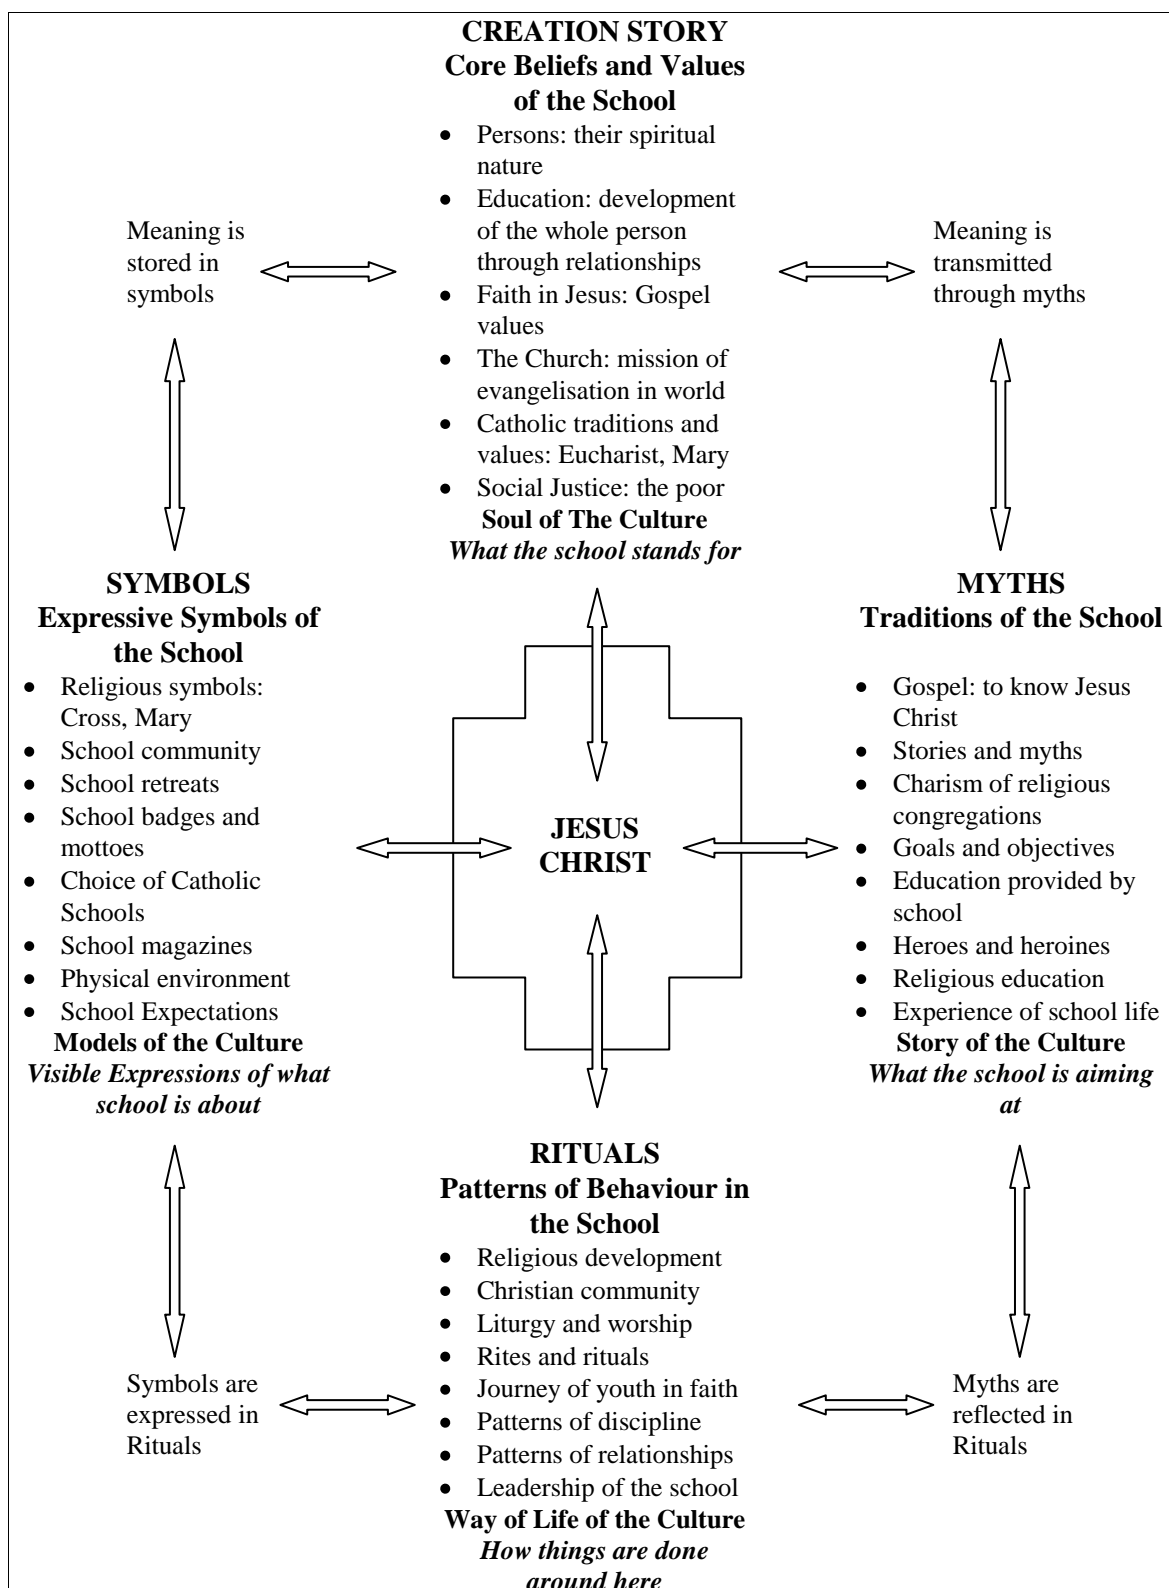 CREATION STORY
Core Beliefs and Values
of the School
• Persons: their spiritual
nature
• Education: development
of the whole person
through relationships
• Faith in Jesus: Gospel
values
• The Church: mission of
evangelisation in world
• Catholic traditions and
values: Eucharist, Mary
• Social Justice: the poor
Soul of The Culture
What the school stands for
Meaning is
stored in
symbols
Meaning is
transmitted
through myths
SYMBOLS
Expressive Symbols of
the School
• Religious symbols:
Cross, Mary
• School community
• School retreats
• School badges and
mottoes
• Choice of Catholic
Schools
• School magazines
• Physical environment
• School Expectations
Models of the Culture
Visible Expressions of what
school is about
JESUS
CHRIST
MYTHS
Traditions of the School
• Gospel: to know Jesus
Christ
• Stories and myths
• Charism of religious
congregations
• Goals and objectives
• Education provided by
school
• Heroes and heroines
• Religious education
• Experience of school life
Story of the Culture
What the school is aiming
at
RITUALS
Patterns of Behaviour in
the School
• Religious development
• Christian community
• Liturgy and worship
• Rites and rituals
• Journey of youth in faith
• Patterns of discipline
• Patterns of relationships
• Leadership of the school
Way of Life of the Culture
How things are done
around here
Symbols are
expressed in
Rituals
Myths are
reflected in
Rituals